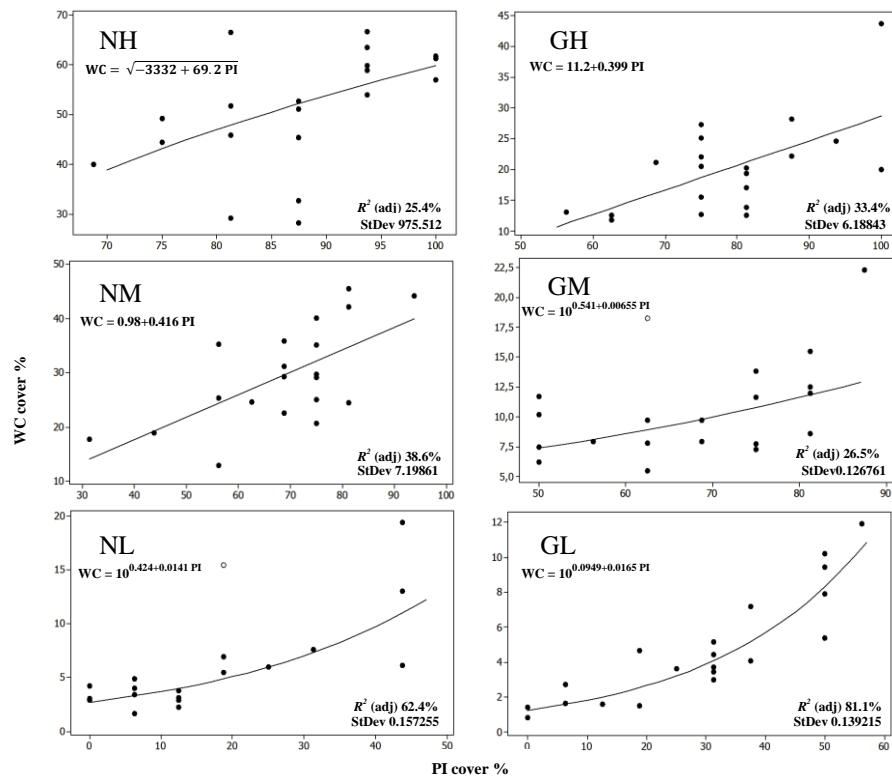 NH
WC = √−3332 + 69.2 PI
R² (adj) 25.4%
StDev 975.512
70
60
50
40
30
70 75 80 85 90 95 100
GH
WC = 11.2+0.399 PI
R² (adj) 33.4%
StDev 6.18843
45
40
35
30
25
20
15
10
50 60 70 80 90 100
NM
WC = 0.98+0.416 PI
R² (adj) 38.6%
StDev 7.19861
50
40
30
20
10
30 40 50 60 70 80 90 100
GM
WC = 10^0.541+0.00655 PI
R² (adj) 26.5%
StDev0.126761
22,5
20,0
17,5
15,0
12,5
10,0
7,5
5,0
50 60 70 80 90
WC cover %
NL
WC = 10^0.424+0.0141 PI
R² (adj) 62.4%
StDev 0.157255
20
15
10
5
0
0 10 20 30 40 50
GL
WC = 10^0.0949+0.0165 PI
R² (adj) 81.1%
StDev 0.139215
12
10
8
6
4
2
0
0 10 20 30 40 50 60
PI cover %